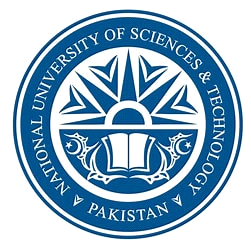 NATIONAL UNIVERSITY OF SCIENCES & TECHNOLOGY
PAKISTAN